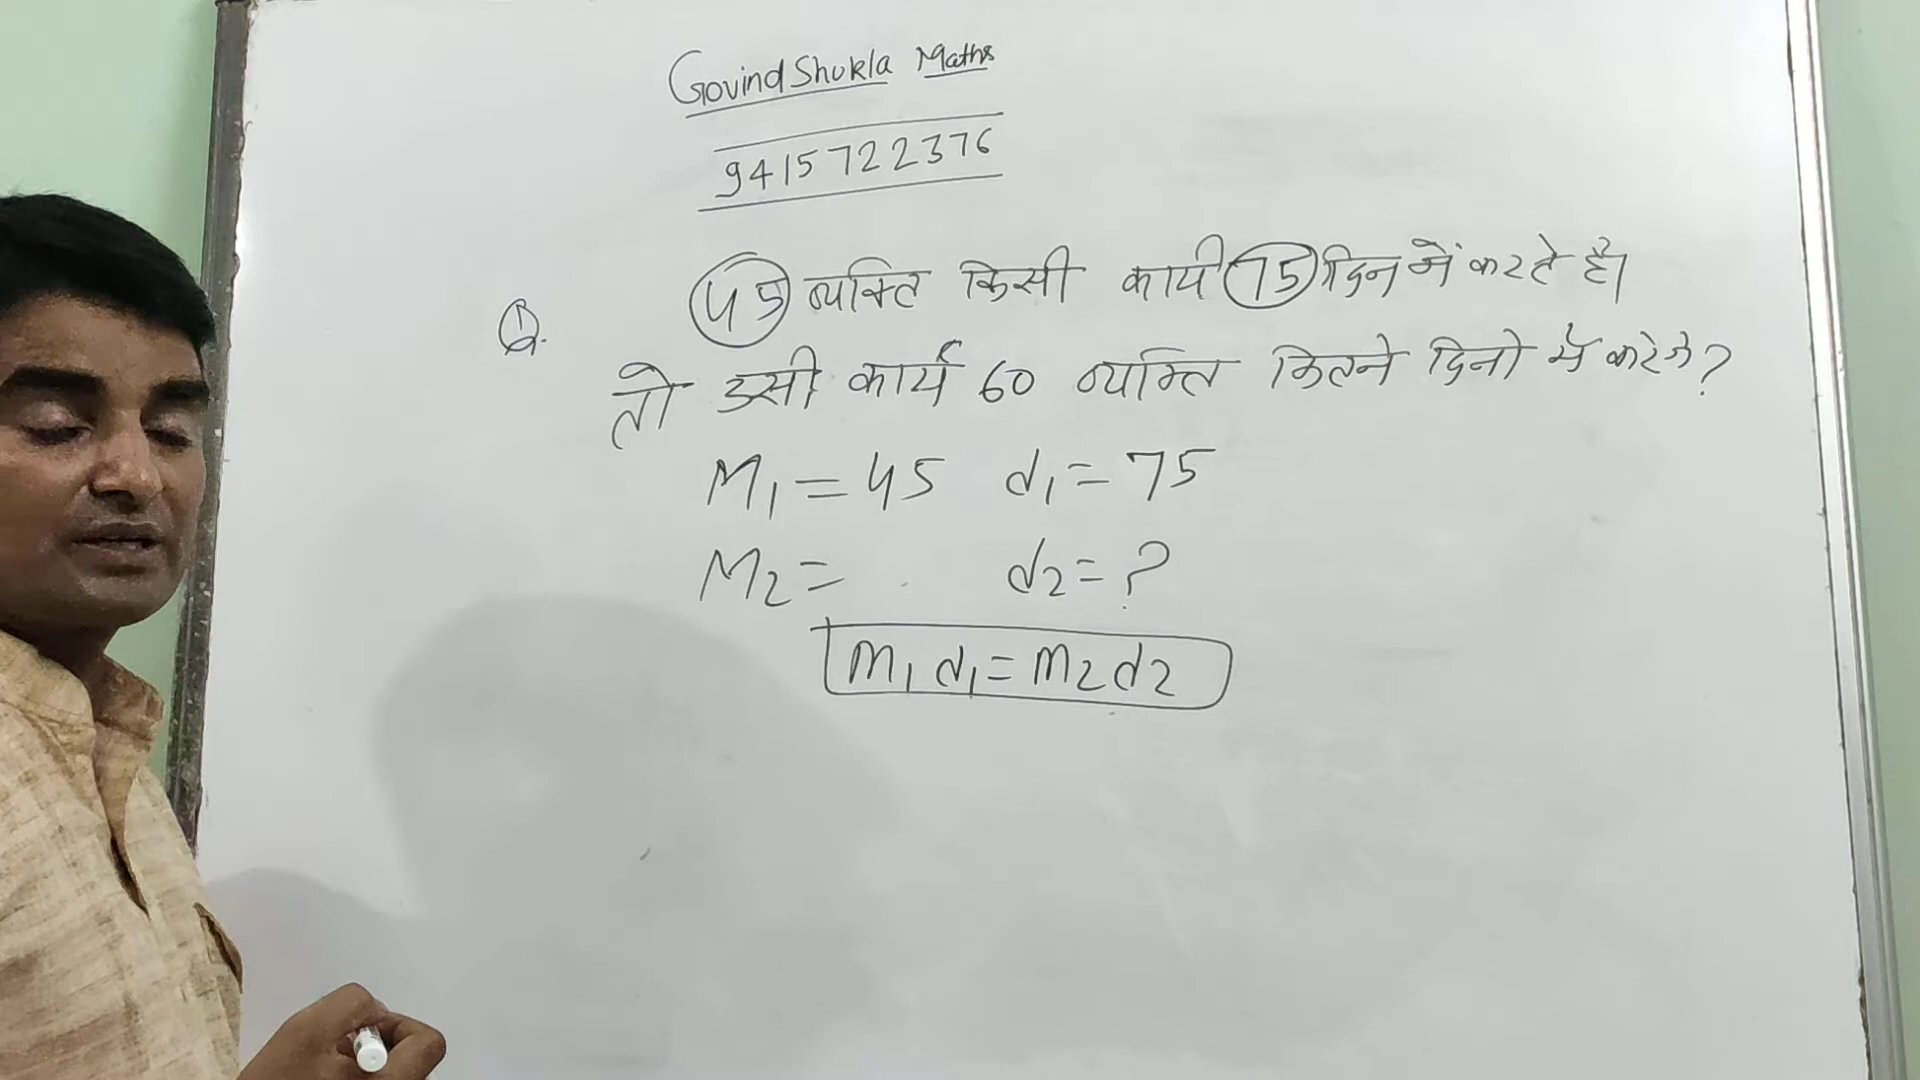 Govind Shukla Maths
9415722376
Q. 45 व्यक्ति किसी कार्य 75 दिन में करते है।
तो उसी कार्य 60 व्यक्ति कितने दिनो में करेगे?
M1 = 45 d1 = 75
M2 = d2 = ?
m1 d1 = m2 d2